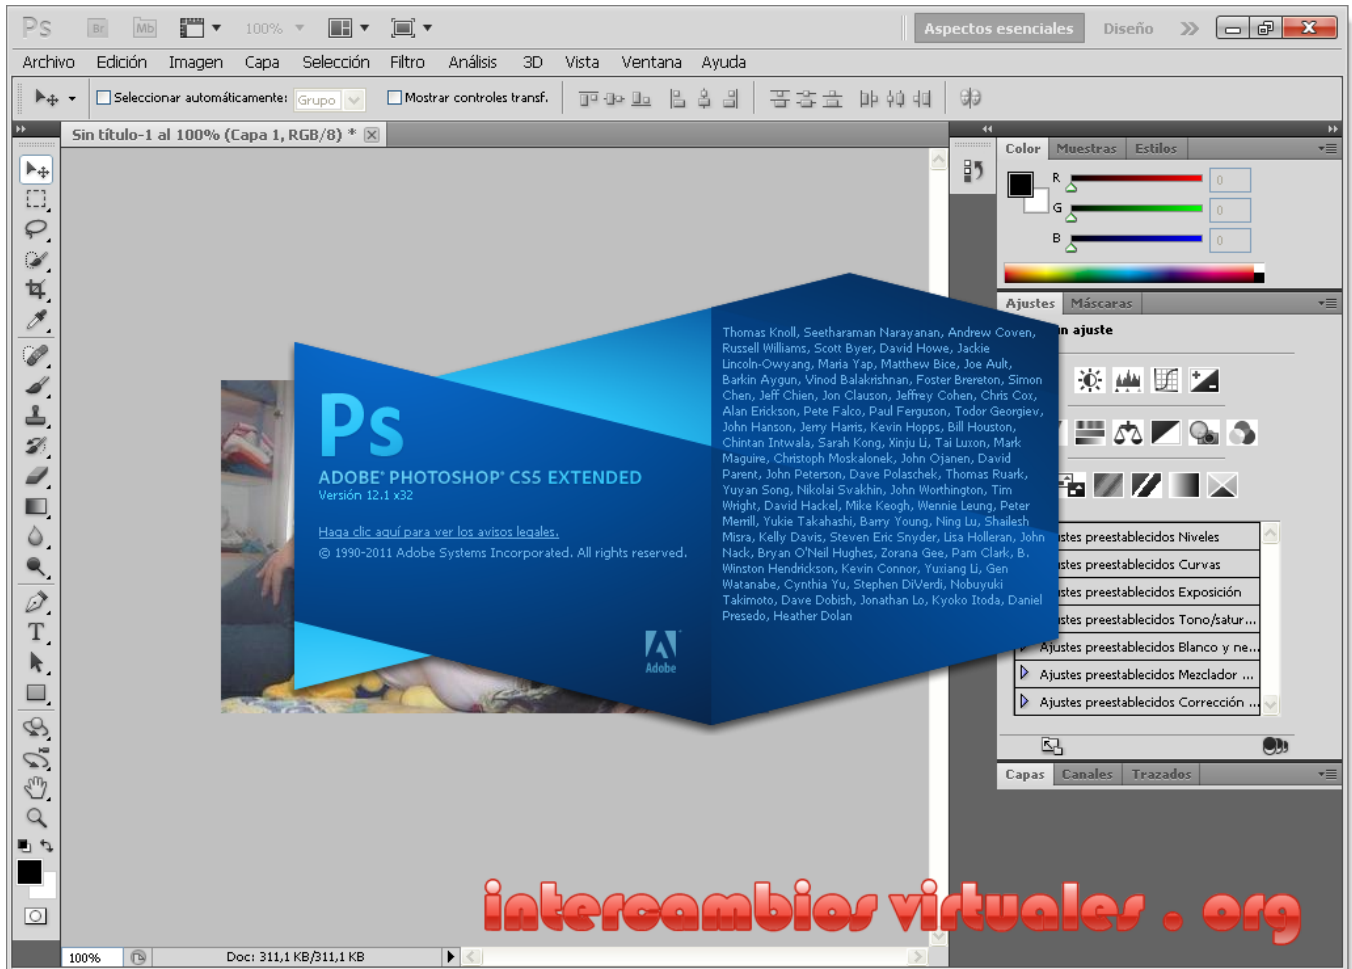 Ps
Br
Mb
100%
Aspectos esenciales
Diseño
Archivo
Edición
Imagen
Capa
Selección
Filtro
Análisis
3D
Vista
Ventana
Ayuda
Seleccionar automáticamente:
Grupo
Mostrar controles transf.
Sin título-1 al 100% (Capa 1, RGB/8) *
Color
Muestras
Estilos
R
0
G
0
B
0
Ajustes
Máscaras
n ajuste
Ps
ADOBE® PHOTOSHOP® CS5 EXTENDED
Versión 12.1 x32
Haga clic aquí para ver los avisos legales.
© 1990-2011 Adobe Systems Incorporated. All rights reserved.
Adobe
Thomas Knoll, Seetharaman Narayanan, Andrew Coven,
Russell Williams, Scott Byer, David Howe, Jackie
Lincoln-Owyang, Maria Yap, Matthew Bice, Joe Ault,
Barkin Aygun, Vinod Balakrishnan, Foster Brereton, Simon
Chen, Jeff Chien, Jon Clauson, Jeffrey Cohen, Chris Cox,
Alan Erickson, Pete Falco, Paul Ferguson, Todor Georgiev,
John Hanson, Jerry Harris, Kevin Hopps, Bill Houston,
Chintan Intwala, Sarah Kong, Xinju Li, Tai Luxon, Mark
Maguire, Christoph Moskalonek, John Ojanen, David
Parent, John Peterson, Dave Polaschek, Thomas Ruark,
Yuyan Song, Nikolai Svakhin, John Worthington, Tim
Wright, David Hackel, Mike Keogh, Wennie Leung, Peter
Merrill, Yukie Takahashi, Barry Young, Ning Lu, Shailesh
Misra, Kelly Davis, Steven Eric Snyder, Lisa Holleran, John
Nack, Bryan O'Neil Hughes, Zorana Gee, Pam Clark, B.
Winston Hendrickson, Kevin Connor, Yuxiang Li, Gen
Watanabe, Cynthia Yu, Stephen DiVerdi, Nobuyuki
Takimoto, Dave Dobish, Jonathan Lo, Kyoko Itoda, Daniel
Presedo, Heather Dolan
stes preestablecidos Niveles
stes preestablecidos Curvas
stes preestablecidos Exposición
stes preestablecidos Tono/satur...
Ajustes preestablecidos Blanco y ne...
Ajustes preestablecidos Mezclador ...
Ajustes preestablecidos Corrección ...
Capas
Canales
Trazados
T
intercambios virtuales . org
100%
Doc: 311,1 KB/311,1 KB